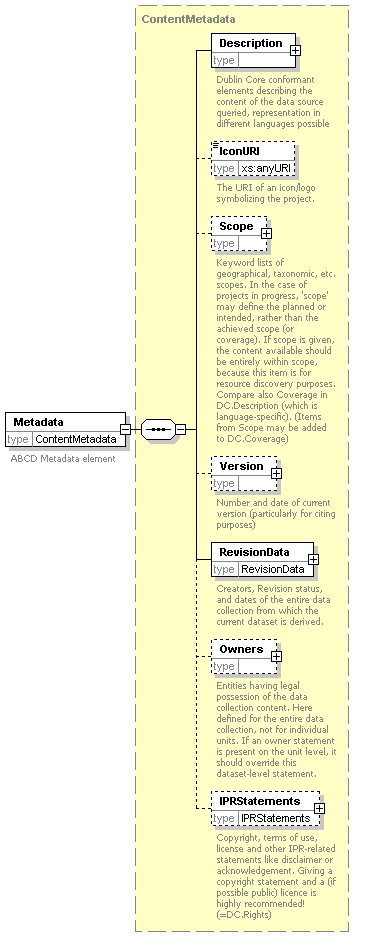 ContentMetadata
Description
type
Dublin Core conformant
elements describing the
content of the data source
queried, representation in
different languages possible
IconURI
type xs:anyURI
The URI of an icon/logo
symbolizing the project.
Scope
type
Keyword lists of
geographical, taxonomic, etc.
scopes. In the case of
projects in progress, 'scope'
may define the planned or
intended, rather than the
achieved scope (or
coverage). If scope is given,
the content available should
be entirely within scope,
because this item is for
resource discovery purposes.
Compare also Coverage in
DC.Description (which is
language-specific). (Items
from Scope may be added
to DC.Coverage)
Metadata
type ContentMetadata
ABCD Metadata element
Version
type
Number and date of current
version (particularly for citing
purposes)
RevisionData
type RevisionData
Creators, Revision status,
and dates of the entire data
collection from which the
current dataset is derived.
Owners
type
Entities having legal
possession of the data
collection content. Here
defined for the entire data
collection, not for individual
units. If an owner statement
is present on the unit level, it
should override this
dataset-level statement.
IPRStatements
type IPRStatements
Copyright, terms of use,
license and other IPR-related
statements like disclaimer or
acknowledgement. Giving a
copyright statement and a (if
possible public) licence is
highly recommended!
(=DC.Rights)